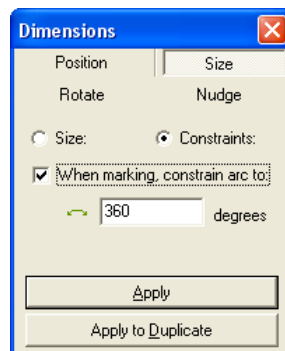 Dimensions
Position Size
Rotate Nudge
Size: Constraints:
When marking, constrain arc to:
360 degrees
Apply
Apply to Duplicate